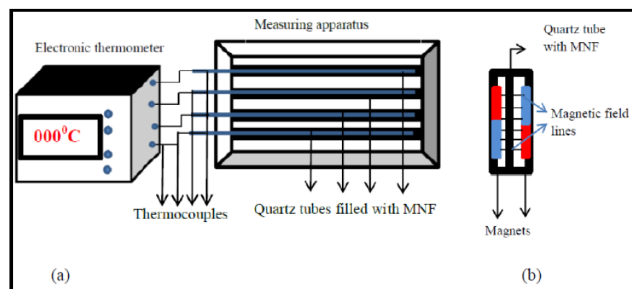 Measuring apparatus
Electronic thermometer
000⁰C
Thermocouples
Quartz tubes filled with MNF
(a)
Quartz tube
with MNF
Magnetic field
lines
Magnets
(b)